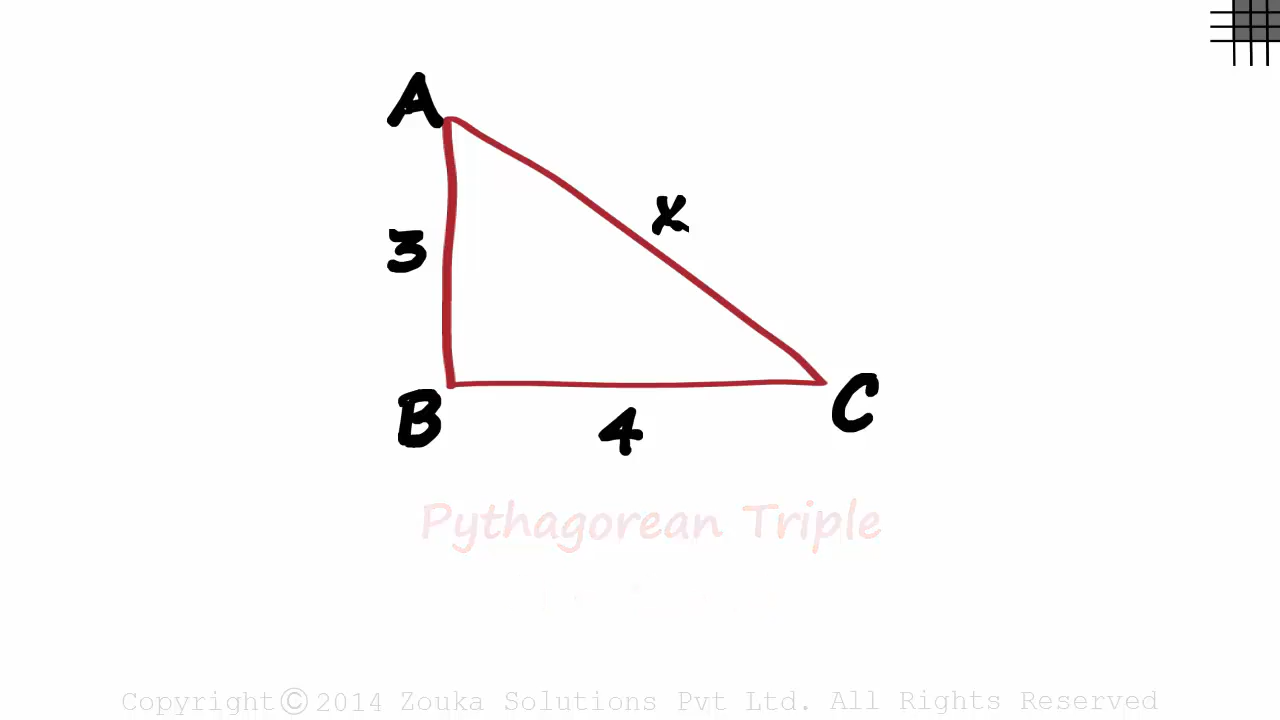 A
x
3
B
4
C
Pythagorean Triple
Copyright©2014 Zouka Solutions Pvt Ltd. All Rights Reserved